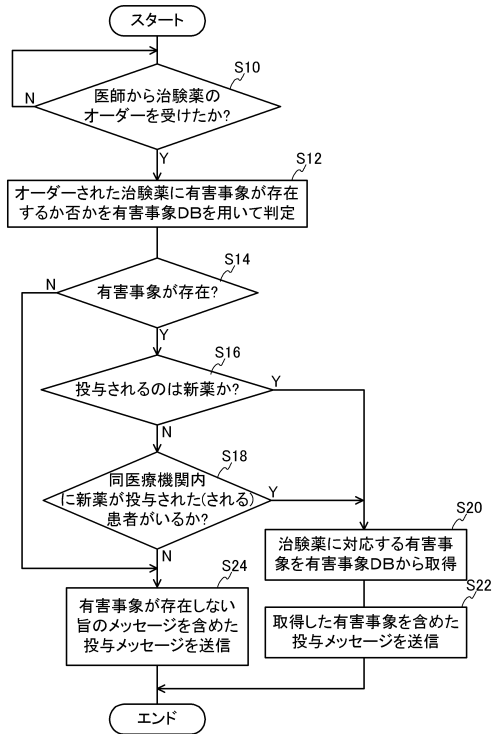 スタート
S10
医師から治験薬の
オーダーを受けたか?
N
Y
S12
オーダーされた治験薬に有害事象が存在
するか否かを有害事象DBを用いて判定
S14
N
有害事象が存在?
Y
S16
投与されるのは新薬か?
Y
N
S18
同医療機関内
に新薬が投与された(される)
患者がいるか?
Y
N
S20
治験薬に対応する有害事
象を有害事象DBから取得
S24
有害事象が存在しない
旨のメッセージを含めた
投与メッセージを送信
S22
取得した有害事象を含めた
投与メッセージを送信
エンド